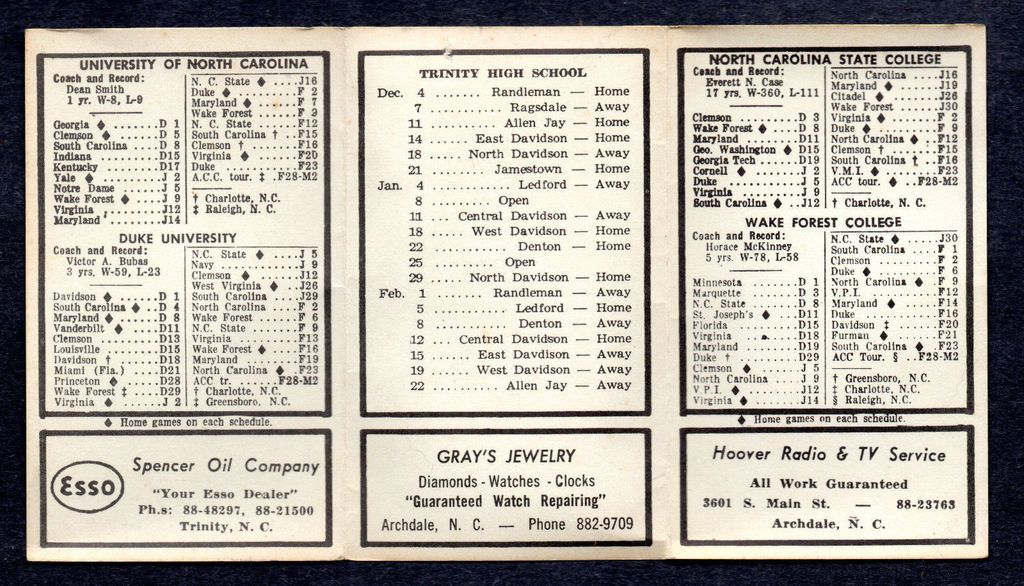 UNIVERSITY OF NORTH CAROLINA
Coach and Record:
Dean Smith
1 yr. W-8, L-9
Georgia ♦ ........D 1
Clemson ♦ .......D 5
South Carolina ...D 8
Indiana ..........D15
Kentucky .........D17
Yale ♦ ...........J 2
Notre Dame ......J 5
Wake Forest ♦ ....J 9
Virginia ..........J12
Maryland .........J14
N. C. State ♦ ....J16
Duke ♦ ..........F 2
Maryland ♦ ......F 7
Wake Forest .....F 9
N. C. State ......F12
South Carolina † ..F15
Clemson † ........F16
Virginia ♦ .......F20
Duke ............F23
A.C.C. tour. ‡ ..F28-M2
† Charlotte, N.C.
‡ Raleigh, N. C.
DUKE UNIVERSITY
Coach and Record:
Victor A. Bubas
3 yrs. W-59, L-23
Davidson ♦ .......D 1
South Carolina ♦ ..D 4
Maryland ♦ .......D 8
Vanderbilt ♦ .....D11
Clemson .........D13
Louisville ........D15
Davidson † .......D18
Miami (Fla.) .....D21
Princeton ♦ ......D28
Wake Forest ‡ ....D29
Virginia ♦ ........J 2
N.C. State ♦ .....J 5
Navy ............J 9
Clemson ♦ .......J12
West Virginia ♦ ..J26
South Carolina ...J29
North Carolina ...F 2
Wake Forest .....F 6
N. C. State ......F 9
Virginia ..........F13
Wake Forest ♦ ...F16
Maryland ........F19
North Carolina ♦ ..F23
ACC tr. ......F28-M2
† Charlotte, N.C.
‡ Greensboro, N.C.
♦ Home games on each schedule.
Esso
Spencer Oil Company
"Your Esso Dealer"
Ph.s: 88-48297, 88-21500
Trinity, N. C.
TRINITY HIGH SCHOOL
Dec. 4 ........ Randleman — Home
7 ........ Ragsdale — Away
11 ........ Allen Jay — Home
14 ...... East Davidson — Home
18 ..... North Davidson — Away
21 ........ Jamestown — Home
Jan. 4 ........ Ledford — Away
8 ........ Open
11 ... Central Davidson — Away
18 .... West Davidson — Home
22 ........ Denton — Home
25 ........ Open
29 ..... North Davidson — Home
Feb. 1 ........ Randleman — Away
5 ........ Ledford — Home
8 ........ Denton — Away
12 ... Central Davidson — Home
15 ...... East Davdison — Away
19 ..... West Davidson — Away
22 ........ Allen Jay — Away
GRAY'S JEWELRY
Diamonds - Watches - Clocks
"Guaranteed Watch Repairing"
Archdale, N. C. — Phone 882-9709
NORTH CAROLINA STATE COLLEGE
Coach and Record:
Everett N. Case
17 yrs. W-360, L-111
Clemson .........D 3
Wake Forest ♦ ....D 8
Maryland ........D11
Geo. Washington ♦ D15
Georgia Tech .....D19
Cornell ♦ ........J 2
Duke ............J 5
Virginia ..........J 9
South Carolina ♦ ..J12
North Carolina ...J16
Maryland ♦ ......J19
Citadel ♦ ........J26
Wake Forest .....J30
Virginia ♦ .......F 2
Duke ♦ ..........F 9
North Carolina ♦ ..F12
Clemson † .......F15
South Carolina † ..F16
V.M.I. ♦ .........F23
ACC tour. ♦ ..F28-M2
† Charlotte, N. C.
WAKE FOREST COLLEGE
Coach and Record:
Horace McKinney
5 yrs. W-78, L-58
Minnesota .......D 1
Marquette .......D 3
N.C. State .......D 8
St. Joseph's ♦ ....D11
Florida ..........D15
Virginia .........D18
Maryland ........D19
Duke † ..........D29
Clemson ♦ .......J 5
North Carolina ...J 9
V.P.I. ♦ .........J12
Virginia ♦ .......J14
N.C. State ♦ .....J30
South Carolina ...F 1
Clemson .........F 2
Duke ♦ ..........F 6
North Carolina ♦ ..F 9
V.P.I. ...........F12
Maryland ♦ ......F14
Duke ............F16
Davidson ‡ ......F20
Furman ♦ ........F21
South Carolina ♦ ..F23
ACC Tour. § ..F28-M2
† Greensboro, N.C.
‡ Charlotte, N. C.
§ Raleigh, N. C.
♦ Home games on each schedule.
Hoover Radio & TV Service
All Work Guaranteed
3601 S. Main St. — 88-23763
Archdale, N. C.